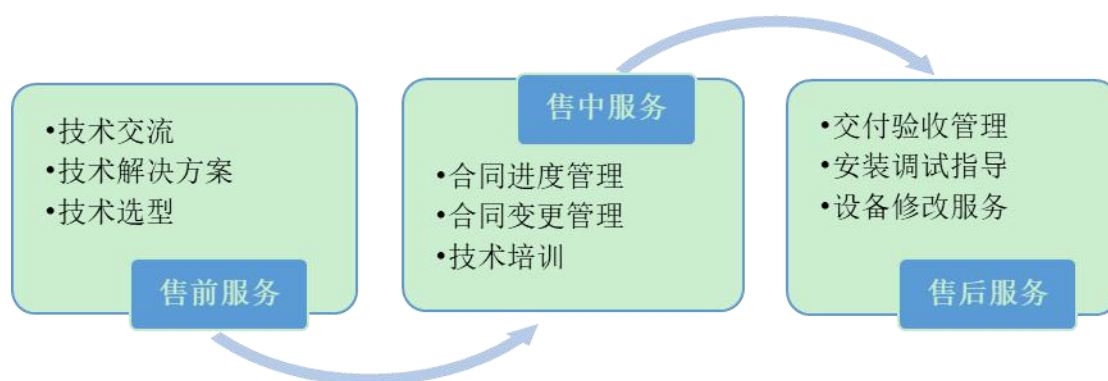 •技术交流
•技术解决方案
•技术选型
售前服务
售中服务
•合同进度管理
•合同变更管理
•技术培训
•交付验收管理
•安装调试指导
•设备修改服务
售后服务